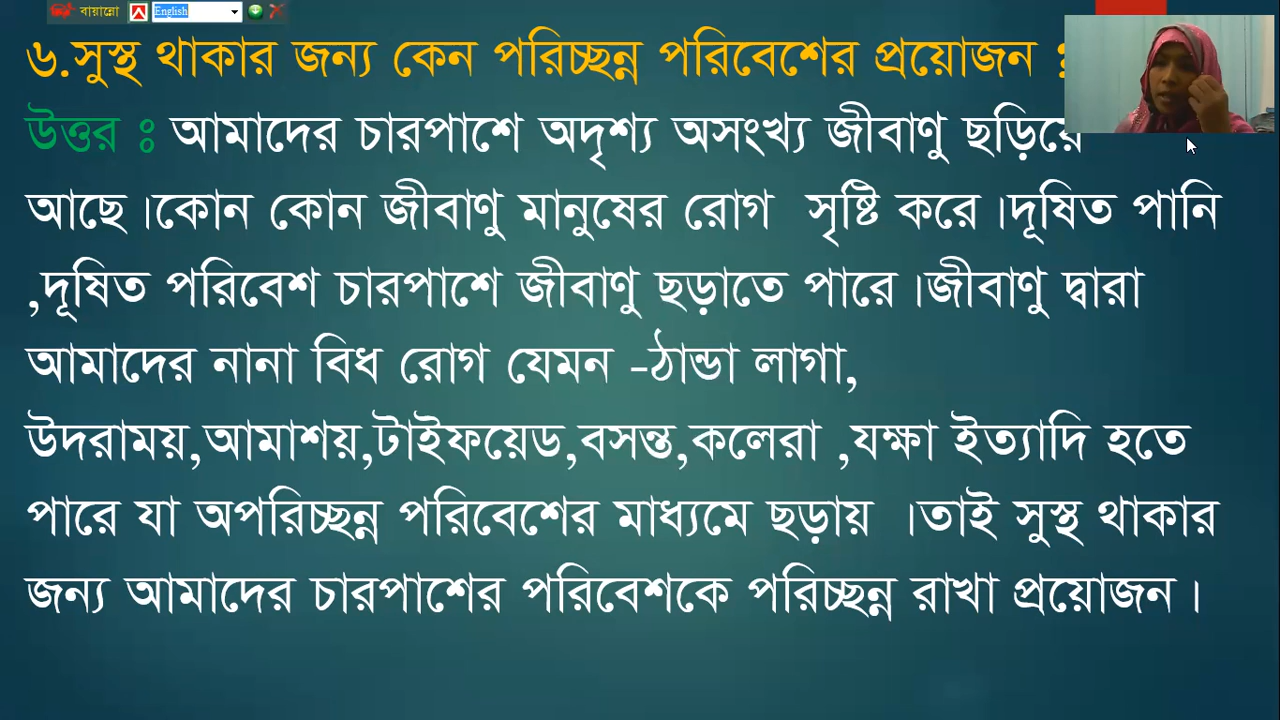 বায়ান্নো English
৬.সুস্থ থাকার জন্য কেন পরিচ্ছন্ন পরিবেশের প্রয়োজন ?
উত্তর ঃ আমাদের চারপাশে অদৃশ্য অসংখ্য জীবাণু ছড়িয়ে
আছে।কোন কোন জীবাণু মানুষের রোগ সৃষ্টি করে।দূষিত পানি
,দূষিত পরিবেশ চারপাশে জীবাণু ছড়াতে পারে।জীবাণু দ্বারা
আমাদের নানা বিধ রোগ যেমন -ঠান্ডা লাগা,
উদরাময়,আমাশয়,টাইফয়েড,বসন্ত,কলেরা ,যক্ষা ইত্যাদি হতে
পারে যা অপরিচ্ছন্ন পরিবেশের মাধ্যমে ছড়ায় ।তাই সুস্থ থাকার
জন্য আমাদের চারপাশের পরিবেশকে পরিচ্ছন্ন রাখা প্রয়োজন।